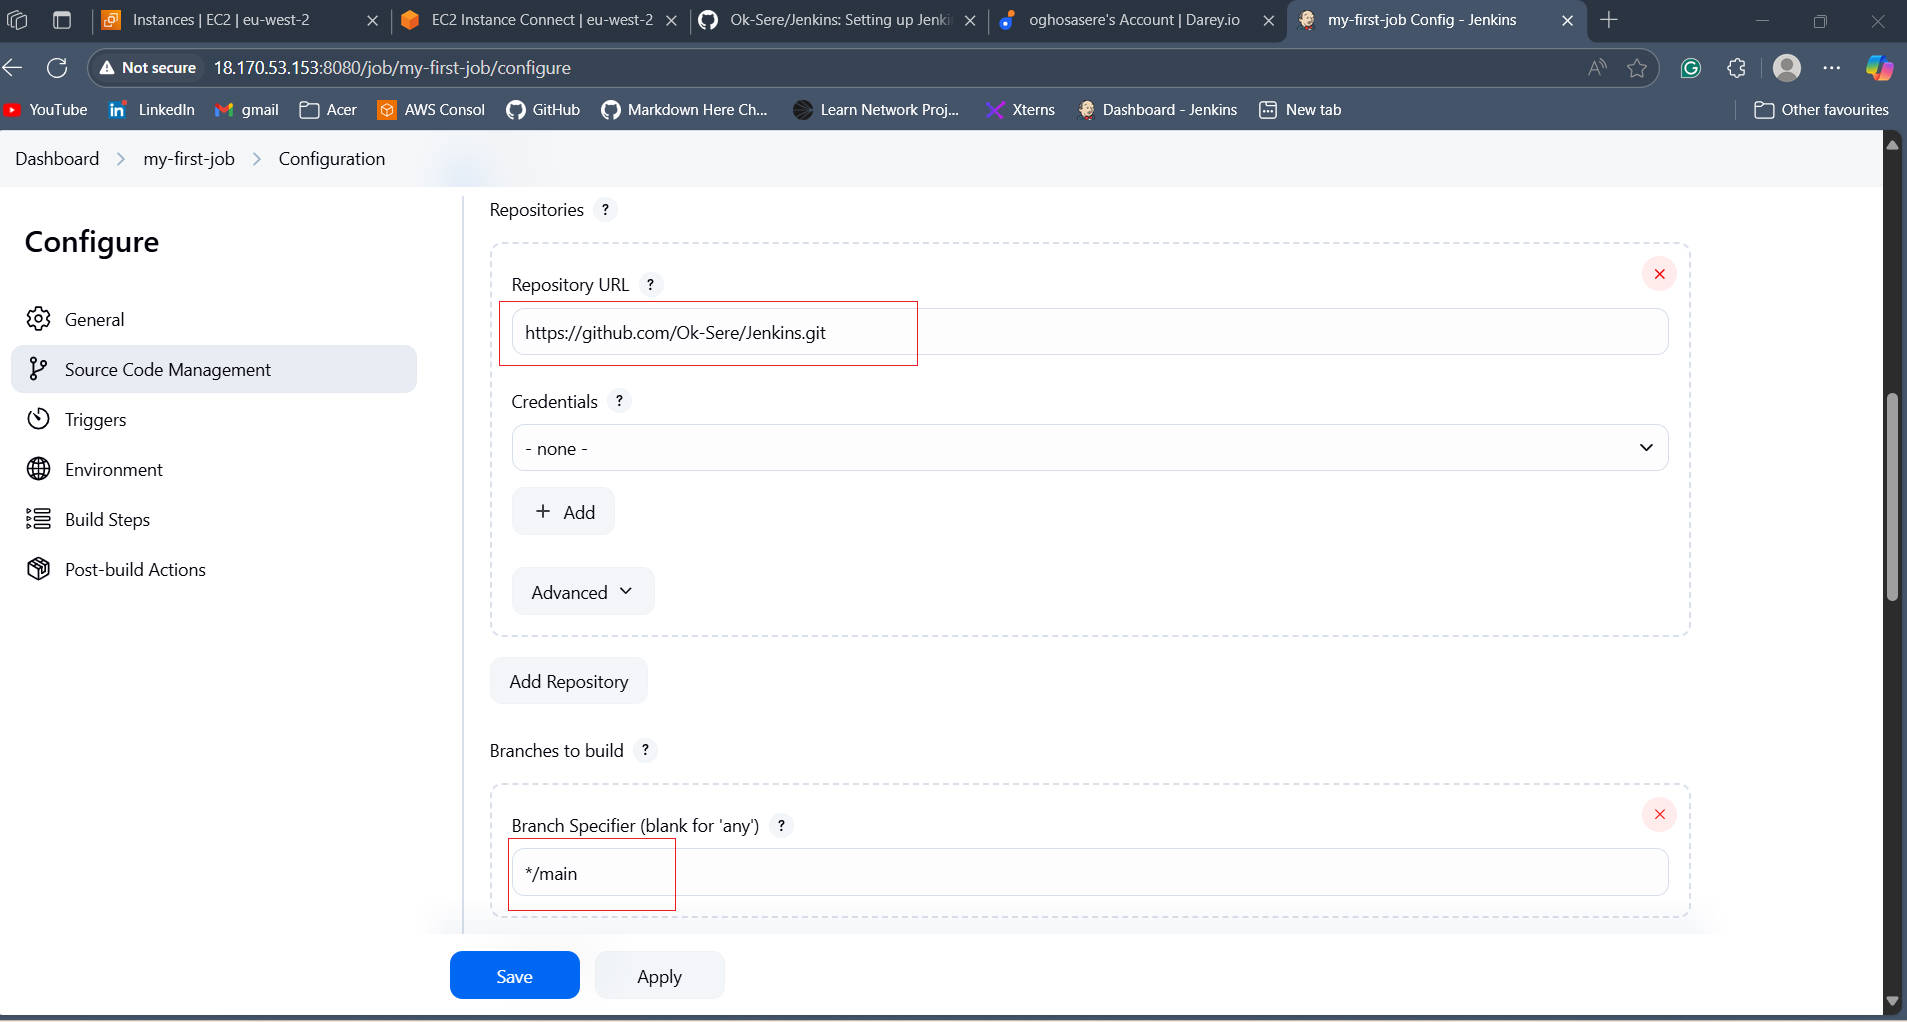 Instances | EC2 | eu-west-2
EC2 Instance Connect | eu-west-2
Ok-Sere/Jenkins: Setting up Jenki
oghosasere's Account | Darey.io
my-first-job Config - Jenkins
Not secure
18.170.53.153:8080/job/my-first-job/configure
YouTube
LinkedIn
gmail
Acer
AWS Consol
GitHub
Markdown Here Ch...
Learn Network Proj...
Xterns
Dashboard - Jenkins
New tab
Other favourites
Dashboard > my-first-job > Configuration
Configure
General
Source Code Management
Triggers
Environment
Build Steps
Post-build Actions
Repositories ?
Repository URL ?
https://github.com/Ok-Sere/Jenkins.git
Credentials ?
- none -
+ Add
Advanced
Add Repository
Branches to build ?
Branch Specifier (blank for 'any') ?
*/main
Save
Apply